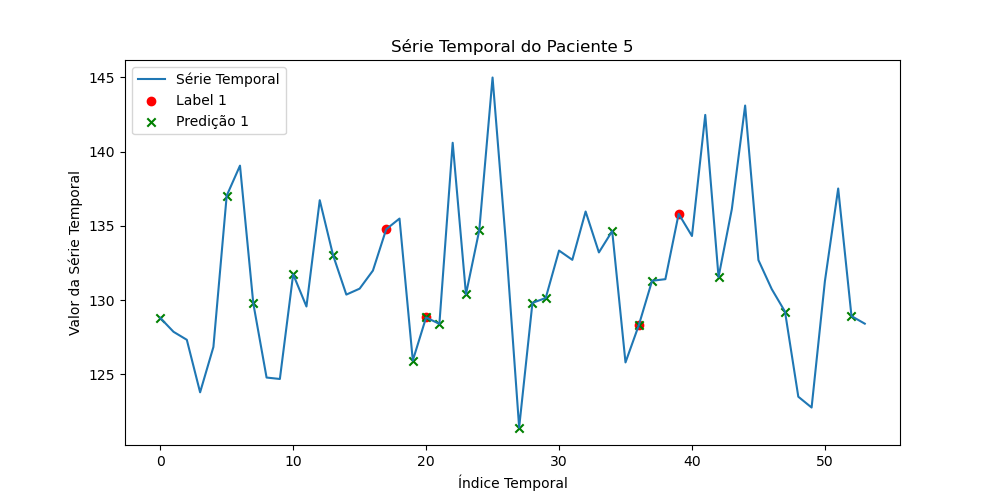 Série Temporal do Paciente 5
Série Temporal
Label 1
Predição 1
Valor da Série Temporal
145
140
135
130
125
0 10 20 30 40 50
Índice Temporal